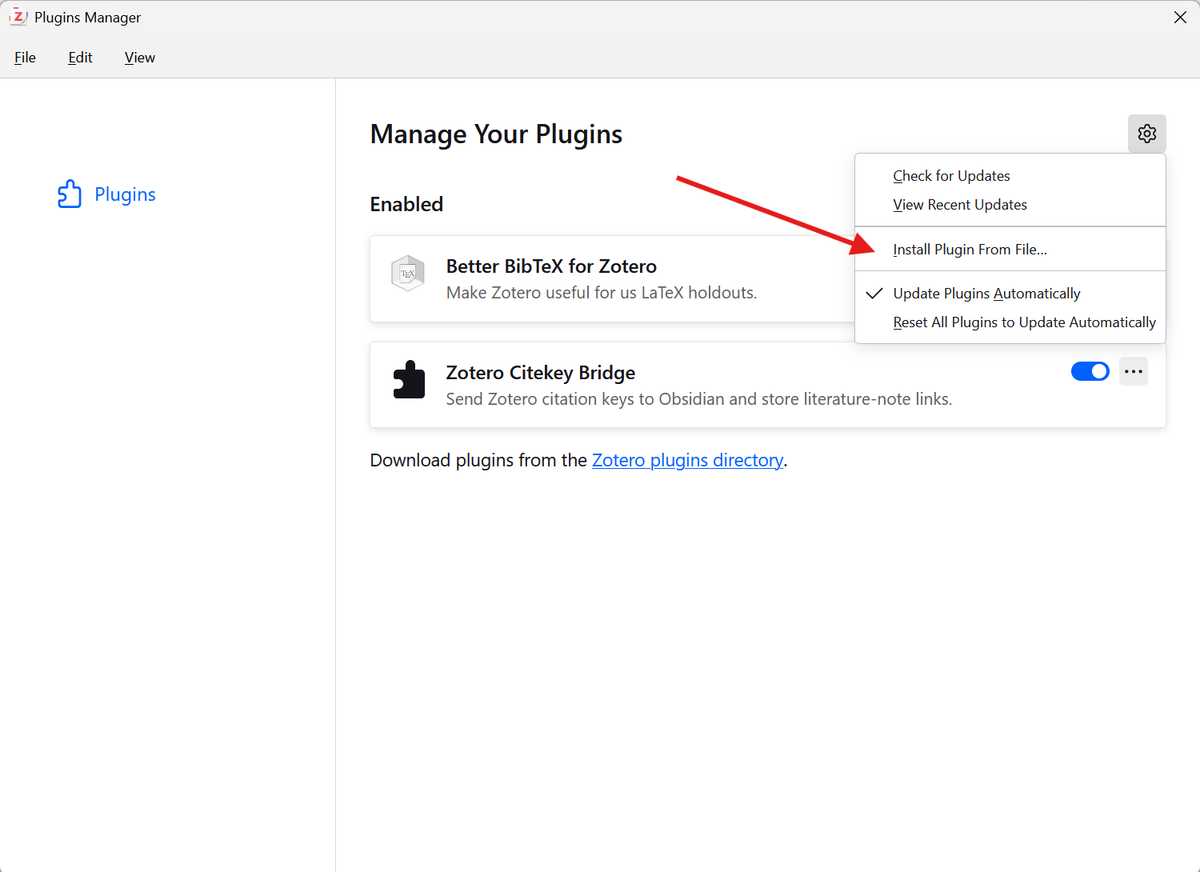 Plugins Manager
File Edit View
Plugins
Manage Your Plugins
Check for Updates
View Recent Updates
Install Plugin From File...
Update Plugins Automatically
Reset All Plugins to Update Automatically
Enabled
TEX
Better BibTeX for Zotero
Make Zotero useful for us LaTeX holdouts.
Zotero Citekey Bridge
Send Zotero citation keys to Obsidian and store literature-note links.
Download plugins from the Zotero plugins directory.